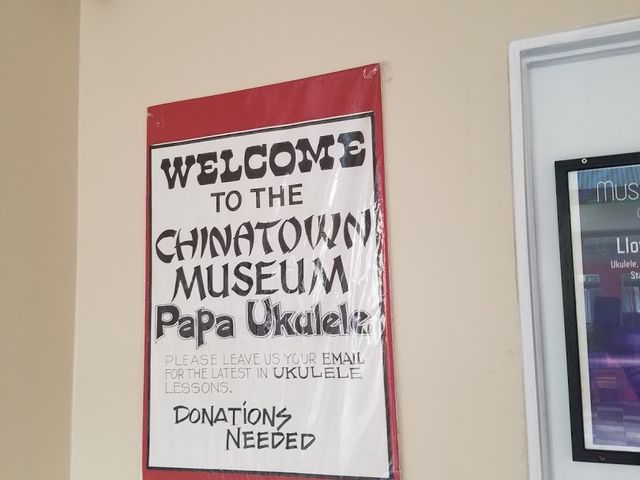 WELCOME
TO THE
CHINATOWN
MUSEUM
Papa Ukulele
PLEASE LEAVE US YOUR EMAIL
FOR THE LATEST IN UKULELE
LESSONS.
DONATIONS
NEEDED
Ukulele,